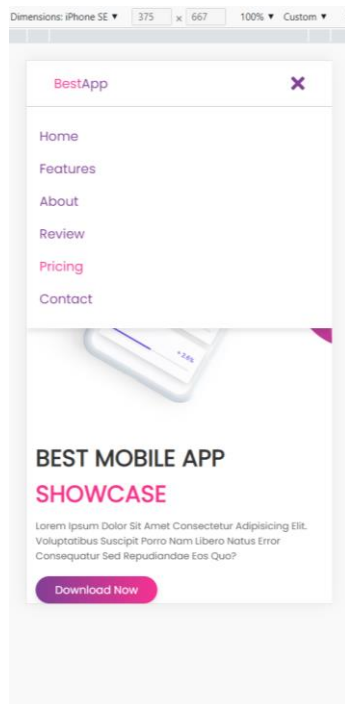 Dimensions: iPhone SE ▼ 375 x 667 100% ▼ Custom ▼
BestApp
Home
Features
About
Review
Pricing
Contact
+3.6%
BEST MOBILE APP
SHOWCASE
Lorem Ipsum Dolor Sit Amet Consectetur Adipisicing Elit.
Voluptatibus Suscipit Porro Nam Libero Natus Error
Consequatur Sed Repudiandae Eos Quo?
Download Now